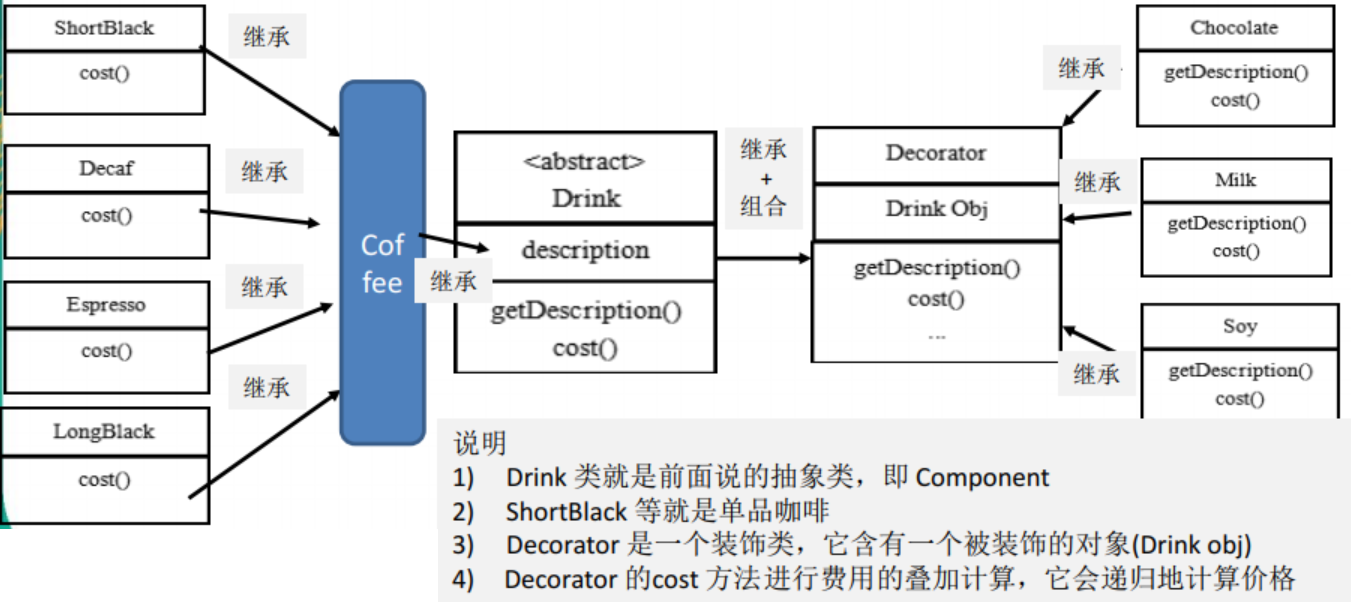 ShortBlack
cost()
继承
Decaf
cost()
继承
Espresso
cost()
继承
LongBlack
cost()
继承
Cof
fee
继承
<abstract>
Drink
description
getDescription()
cost()
继承
+
组合
Decorator
Drink Obj
getDescription()
cost()
...
继承
Chocolate
getDescription()
cost()
继承
Milk
getDescription()
cost()
继承
Soy
getDescription()
cost()
说明
1) Drink 类就是前面说的抽象类，即 Component
2) ShortBlack 等就是单品咖啡
3) Decorator 是一个装饰类，它含有一个被装饰的对象(Drink obj)
4) Decorator 的cost 方法进行费用的叠加计算，它会递归地计算价格